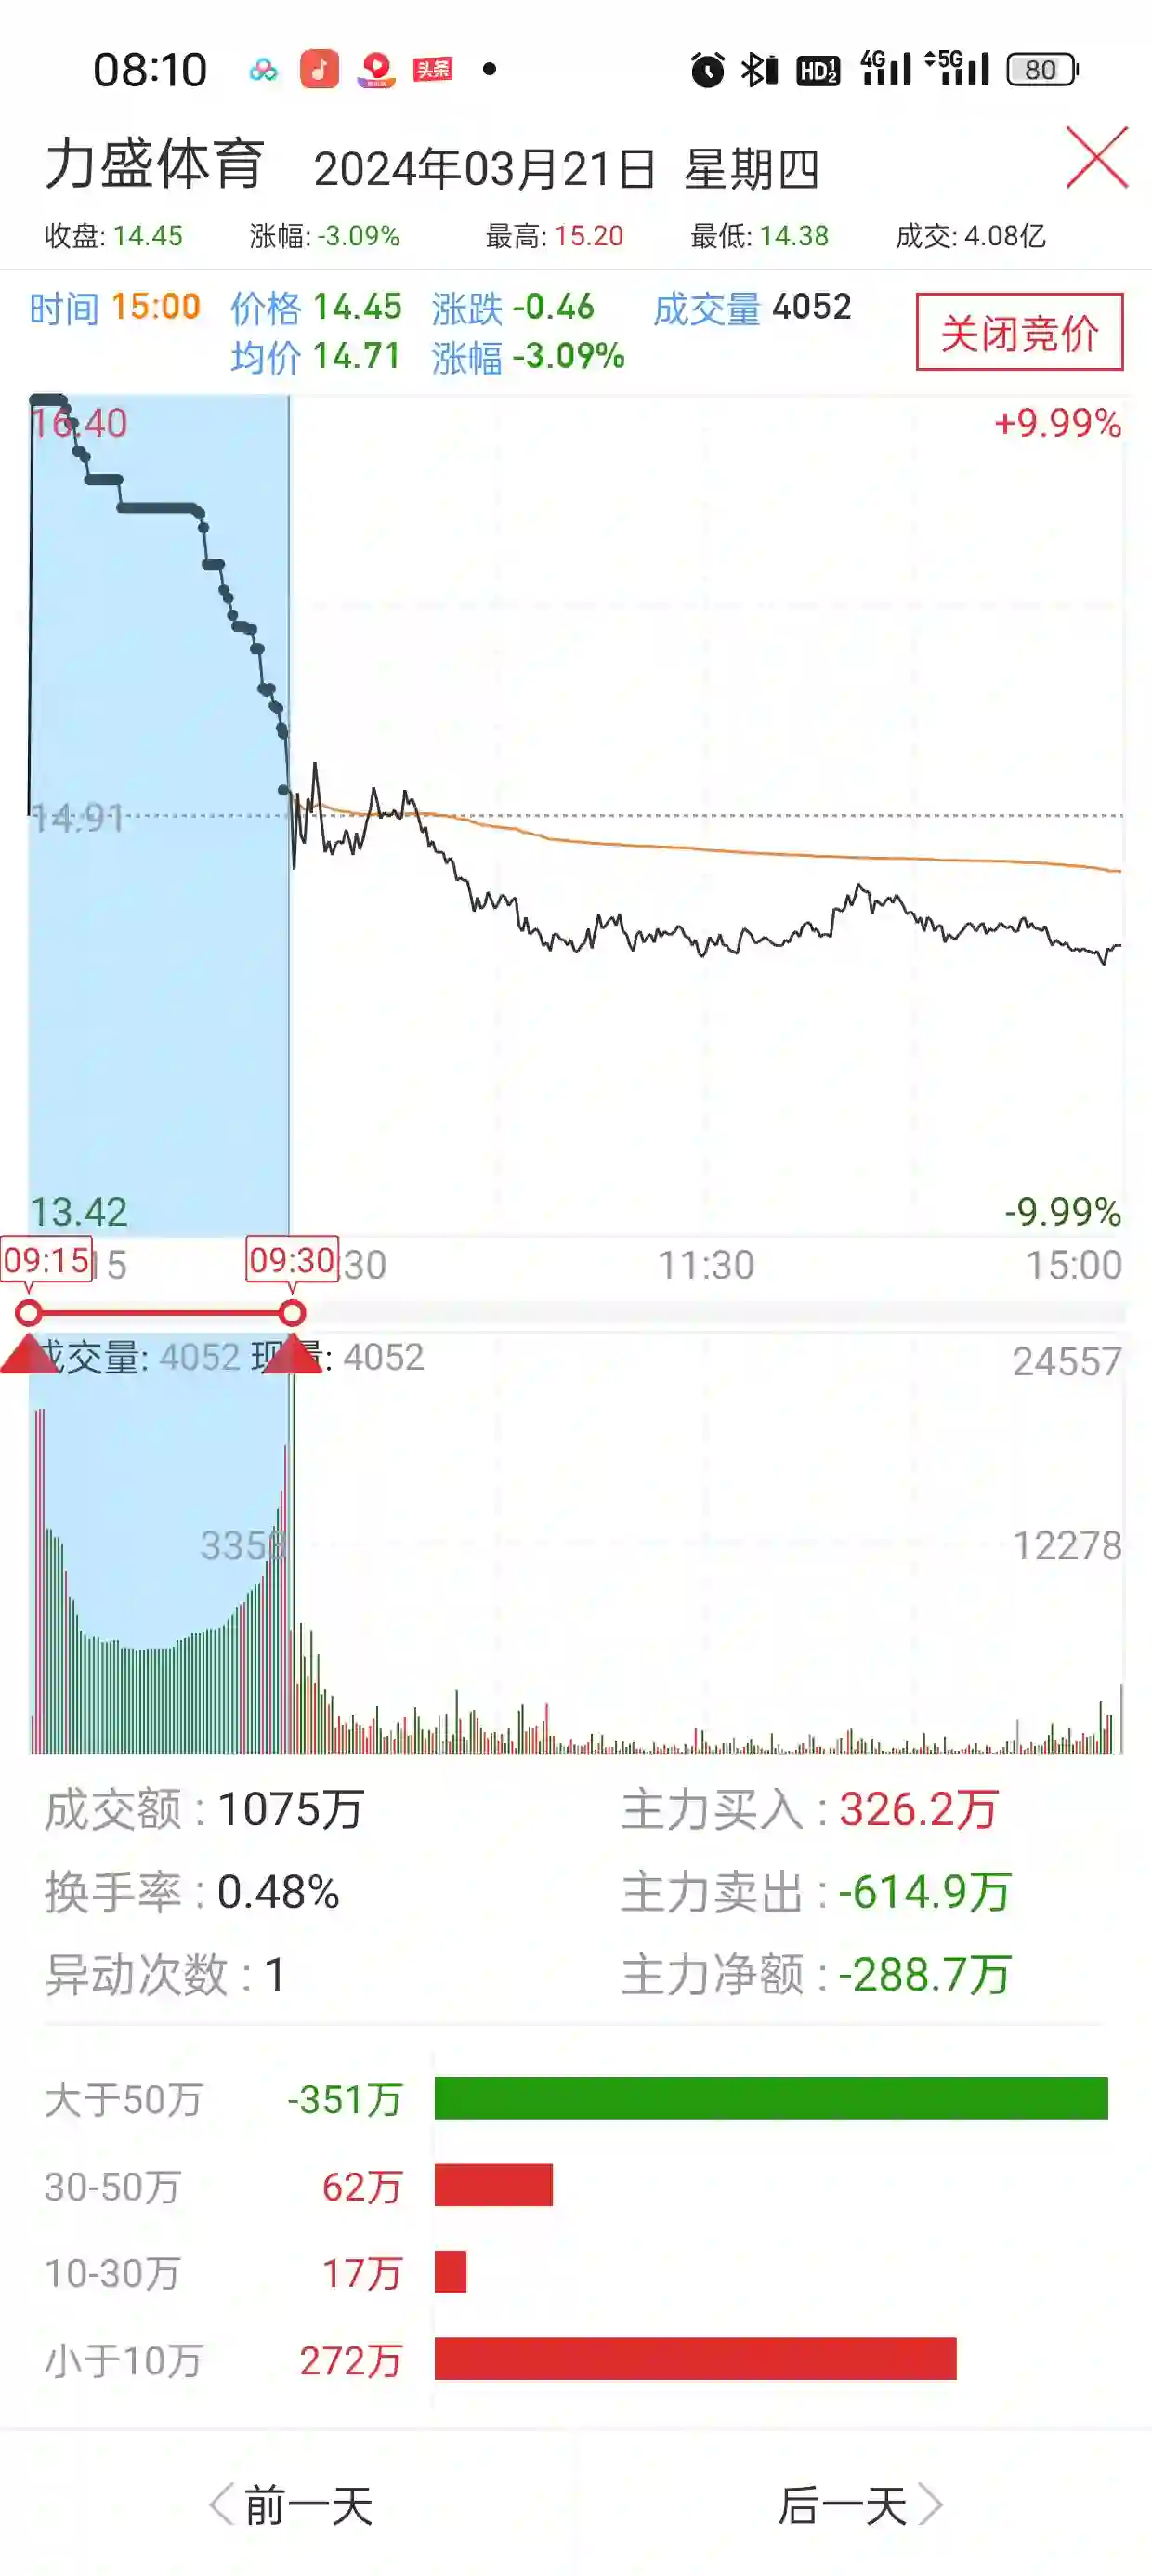 08:10 头条 HD 1 2 4G 5G 80
力盛体育 2024年03月21日 星期四
收盘: 14.45 涨幅: -3.09% 最高: 15.20 最低: 14.38 成交: 4.08亿
时间 15:00 价格 14.45 涨跌 -0.46 成交量 4052
均价 14.71 涨幅 -3.09%
关闭竞价
16.40 +9.99%
14.91
13.42 -9.99%
09:15 15 09:30 :30 11:30 15:00
成交量: 4052 现量: 4052 24557
335 12278
成交额 : 1075万 主力买入 : 326.2万
换手率 : 0.48% 主力卖出 : -614.9万
异动次数 : 1 主力净额 : -288.7万
大于50万 -351万
30-50万 62万
10-30万 17万
小于10万 272万
前一天 后一天